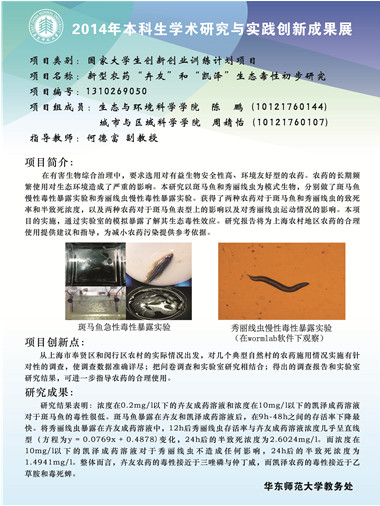 2014年本科生学术研究与实践创新成果展
项目类别：国家大学生创新创业训练计划项目
项目名称：新型农药“卉友”和“凯泽”生态毒性初步研究
项目编号：1310269050
项目组成员：生态与环境科学学院 陈 鹏 (10121760144)
城市与区域科学学院 周婧怡 (10121760107)
指导教师：何德富 副教授
项目简介：
在有害生物综合治理中，要求选用对有益生物安全性高、环境友好型的农药。农药的长期频
繁使用对生态环境造成了严重的影响。本研究以斑马鱼和秀丽线虫为模式生物，分别做了斑马鱼
慢性毒性暴露实验和秀丽线虫慢性毒性暴露实验。获得了两种农药对于斑马鱼和线虫的致死
率和半致死浓度，以及两种农药对于斑马鱼表型上的影响以及对秀丽线虫运动情况的影响。本项
目的实施，通过实验室的模拟暴露了解其生态毒性效应。研究报告将为上海农村地区农药的合理
使用提供建议和指导，为减小农药污染提供参考依据。
斑马鱼急性毒性暴露实验
秀丽线虫慢性毒性暴露实验
（在wormlab软件下观察）
项目创新点：
从上海市奉贤区和闵行区农村的实际情况出发，对几个典型自然村的农药施用情况实施有针
对性的调查，使调查数据准确详尽；把问卷调查和实验室研究相结合；得出的调查报告和实验室
研究结果，可进一步指导农药的合理使用。
研究成果：
研究结果表明：浓度在0.2mg/l以下的卉友成药溶液和浓度在10mg/l以下的凯泽成药溶液
对于斑马鱼的毒性很低。斑马鱼暴露在卉友和凯泽成药溶液后，在9h-48h之间的存活率下降最
快。将秀丽线虫暴露在卉友成药溶液中，12h后秀丽线虫存活率与卉友成药溶液浓度几乎呈直线
型（方程为y = 0.0769x + 0.4878）变化，24h后的半致死浓度为2.6024mg/l。而浓度在
10mg/l以下的凯泽成药溶液对于秀丽线虫不造成任何影响，24h后的半致死浓度为
1.4941mg/l。整体而言，卉友农药的毒性接近于三唑磷与仲丁威，而凯泽农药的毒性接近于乙
草胺和毒死蜱。
华东师范大学教务处